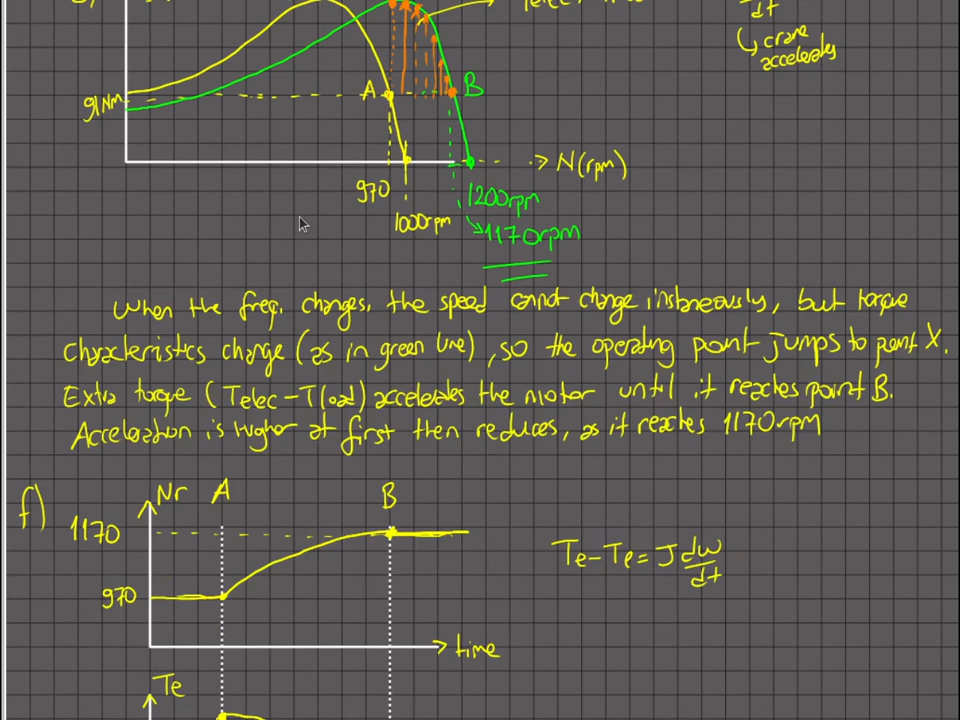 dt
crane
accelerates
91Nm
A
B
N(rpm)
970
1000rpm
1200rpm
1170rpm
When the freq. changes, the speed cannot change instaneously, but torque
characteristics change (as in green line), so the operating point jumps to point X.
Extra torque (Telec-Tload) accelerates the motor until it reaches point B.
Acceleration is higher at first then reduces, as it reaches 1170rpm
f)
Nr
A
B
1170
970
time
Te-Tl=J dw/dt
Te